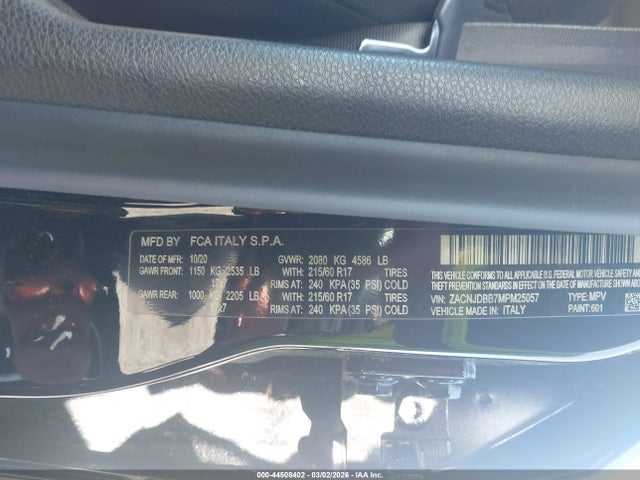 MFD BY FCA ITALY S.P.A.
DATE OF MFR: 10/20 GVWR: 2080 KG 4586 LB
GAWR FRONT: 1150 KG 2535 LB WITH 215/60 R17 TIRES
17x7 RIMS AT 240 KPA (35 PSI) COLD
GAWR REAR: 1000 KG 2205 LB WITH 215/60 R17 TIRES
RIMS AT 240 KPA (35 PSI) COLD
THIS VEHICLE CONFORMS TO ALL APPLICABLE U.S.A. FEDERAL MOTOR
VEHICLE SAFETY, BUMPER, AND THEFT PREVENTION STANDARDS IN
EFFECT ON THE DATE OF MANUFACTURE SHOWN ABOVE
VIN: ZACNJDBB7MPM25057 TYPE: MPV
VEHICLE MADE IN: ITALY PAINT: 601
000-44508402 | 03/02/2026 | IAAI.COM